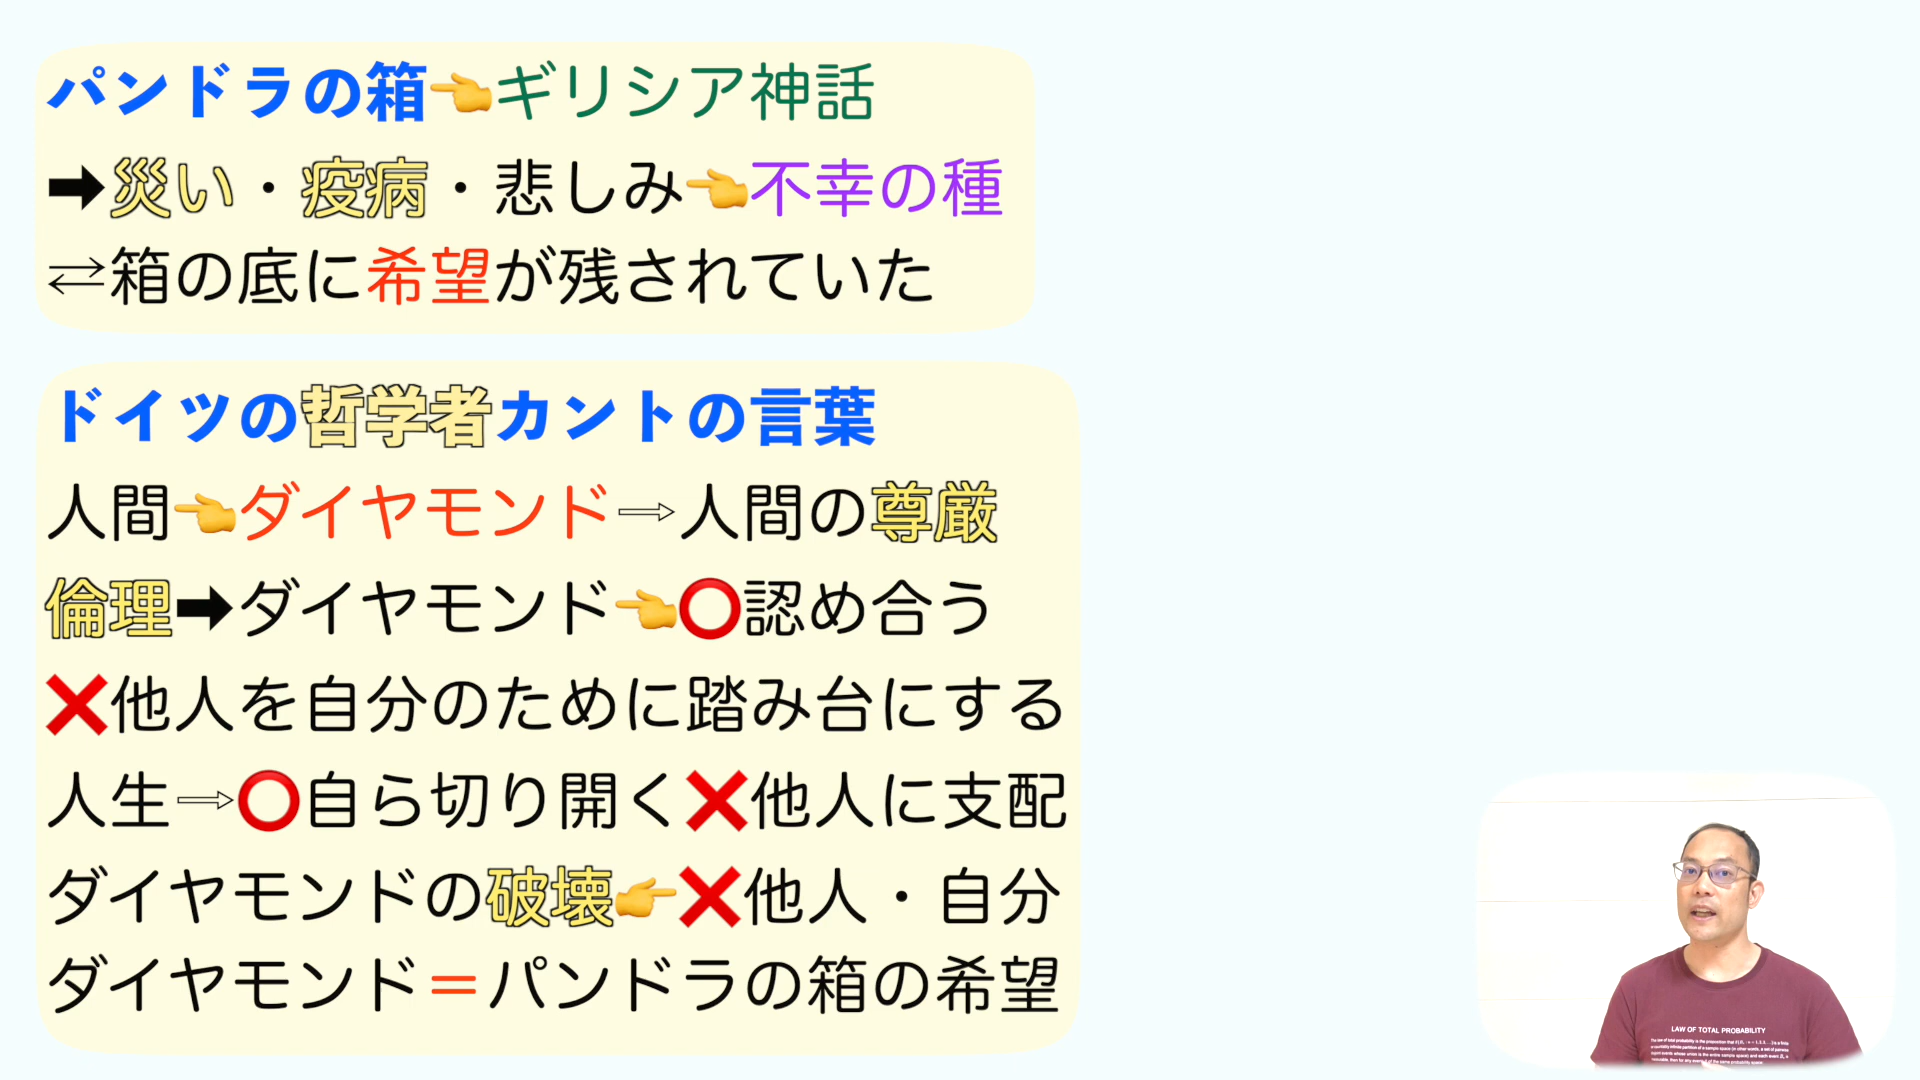 パンドラの箱👈ギリシア神話
➡災い・疫病・悲しみ👈不幸の種
⇄箱の底に希望が残されていた
ドイツの哲学者カントの言葉
人間👈ダイヤモンド⇨人間の尊厳
倫理➡ダイヤモンド👈⭕認め合う
❌他人を自分のために踏み台にする
人生⇨⭕自ら切り開く❌他人に支配
ダイヤモンドの破壊👉❌他人・自分
ダイヤモンド=パンドラの箱の希望
LAW OF TOTAL PROBABILITY